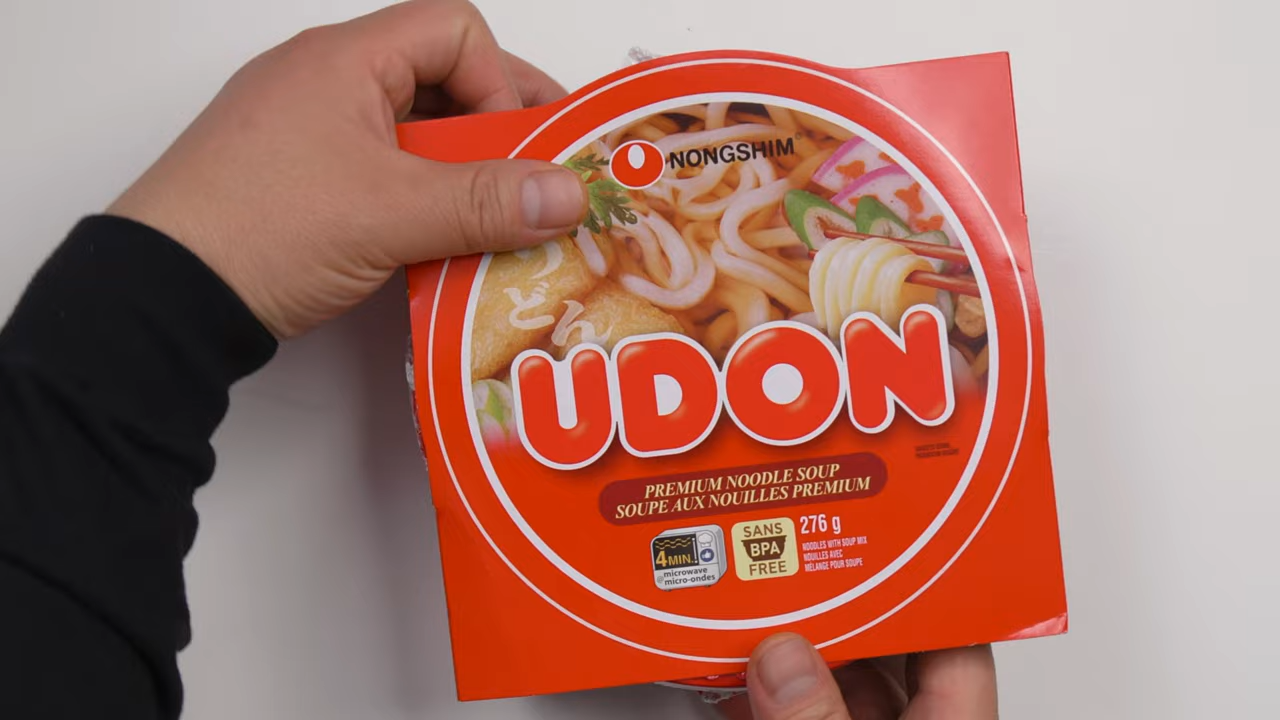 NONGSHIM
うどん
UDON
PREMIUM NOODLE SOUP
SOUPE AUX NOUILLES PREMIUM
4 MIN.!
@microwave
micro-ondes
SANS
BPA
FREE
276 g
NOODLES WITH SOUP MIX
NOUILLES AVEC
MÉLANGE POUR SOUPE